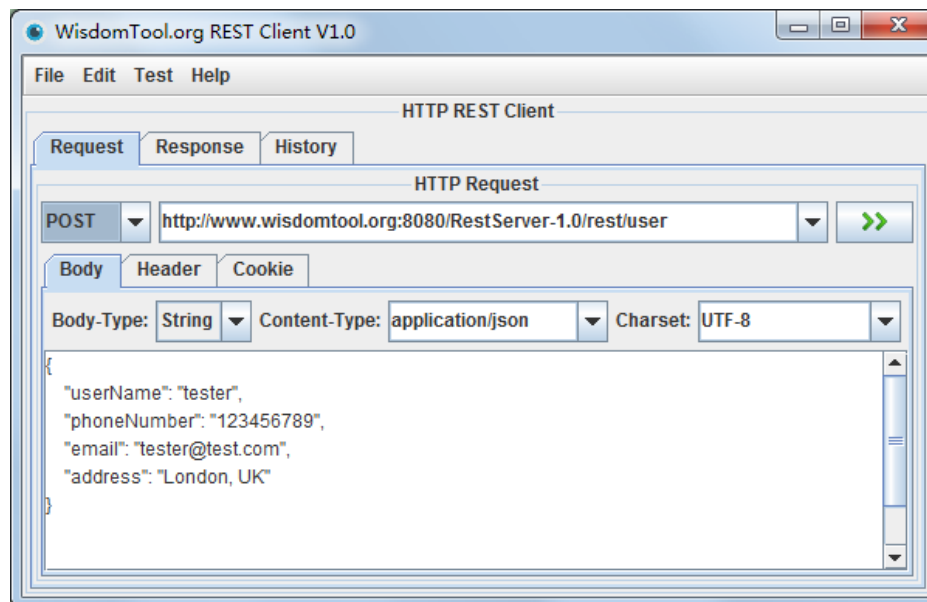 WisdomTool.org REST Client V1.0
File Edit Test Help
HTTP REST Client
Request Response History
HTTP Request
POST http://www.wisdomtool.org:8080/RestServer-1.0/rest/user >>
Body Header Cookie
Body-Type: String Content-Type: application/json Charset: UTF-8
{
"userName": "tester",
"phoneNumber": "123456789",
"email": "tester@test.com",
"address": "London, UK"
}